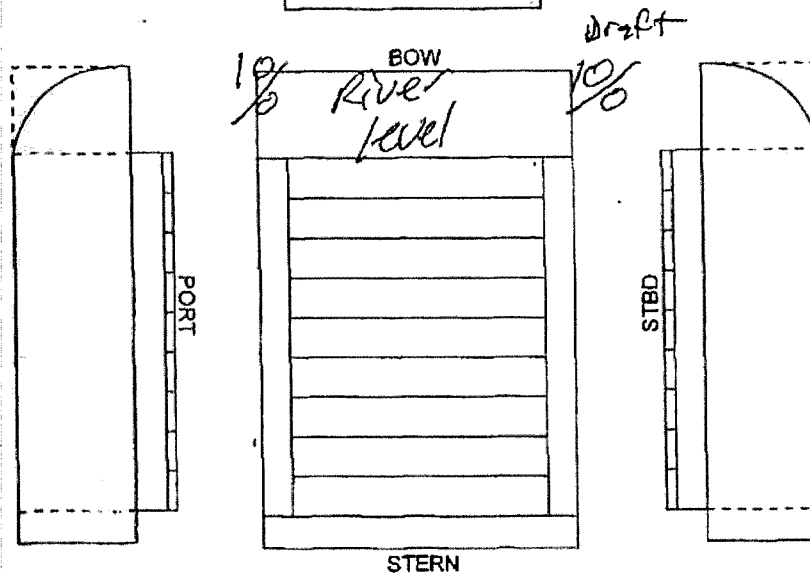 Draft
BOW
10/0 River 10/0
level
PORT
STBD
STERN